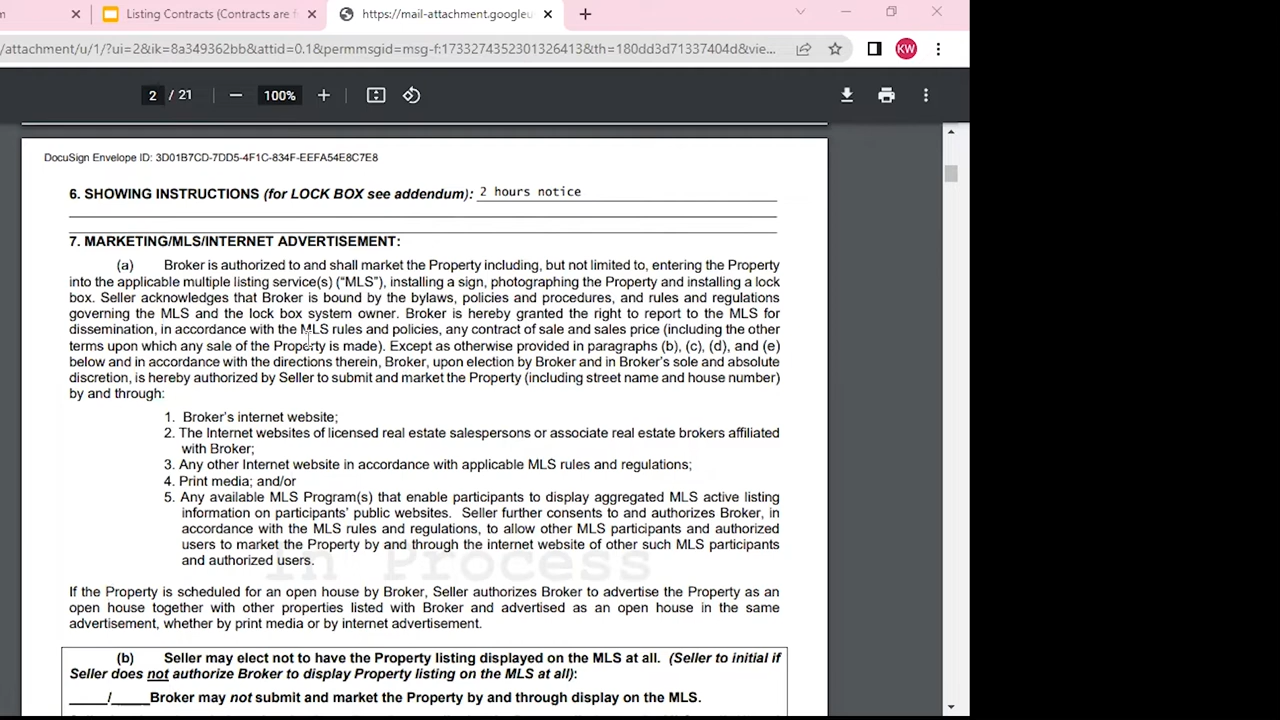 Listing Contracts (Contracts are f
https://mail-attachment.googleu
/attachment/u/1/?ui=2&ik=8a349362bb&attid=0.1&permmsgid=msg-f:1733274352301326413&th=180dd3d71337404d&vie...
KW
2 / 21
100%
DocuSign Envelope ID: 3D01B7CD-7DD5-4F1C-834F-EEFA54E8C7E8
6. SHOWING INSTRUCTIONS (for LOCK BOX see addendum): 2 hours notice
7. MARKETING/MLS/INTERNET ADVERTISEMENT:
(a) Broker is authorized to and shall market the Property including, but not limited to, entering the Property
into the applicable multiple listing service(s) (“MLS”), installing a sign, photographing the Property and installing a lock
box. Seller acknowledges that Broker is bound by the bylaws, policies and procedures, and rules and regulations
governing the MLS and the lock box system owner. Broker is hereby granted the right to report to the MLS for
dissemination, in accordance with the MLS rules and policies, any contract of sale and sales price (including the other
terms upon which any sale of the Property is made). Except as otherwise provided in paragraphs (b), (c), (d), and (e)
below and in accordance with the directions therein, Broker, upon election by Broker and in Broker’s sole and absolute
discretion, is hereby authorized by Seller to submit and market the Property (including street name and house number)
by and through:
1. Broker’s internet website;
2. The Internet websites of licensed real estate salespersons or associate real estate brokers affiliated
with Broker;
3. Any other Internet website in accordance with applicable MLS rules and regulations;
4. Print media; and/or
5. Any available MLS Program(s) that enable participants to display aggregated MLS active listing
information on participants’ public websites. Seller further consents to and authorizes Broker, in
accordance with the MLS rules and regulations, to allow other MLS participants and authorized
users to market the Property by and through the internet website of other such MLS participants
and authorized users.
In Process
If the Property is scheduled for an open house by Broker, Seller authorizes Broker to advertise the Property as an
open house together with other properties listed with Broker and advertised as an open house in the same
advertisement, whether by print media or by internet advertisement.
(b) Seller may elect not to have the Property listing displayed on the MLS at all. (Seller to initial if
Seller does not authorize Broker to display Property listing on the MLS at all):
_____/_____Broker may not submit and market the Property by and through display on the MLS.